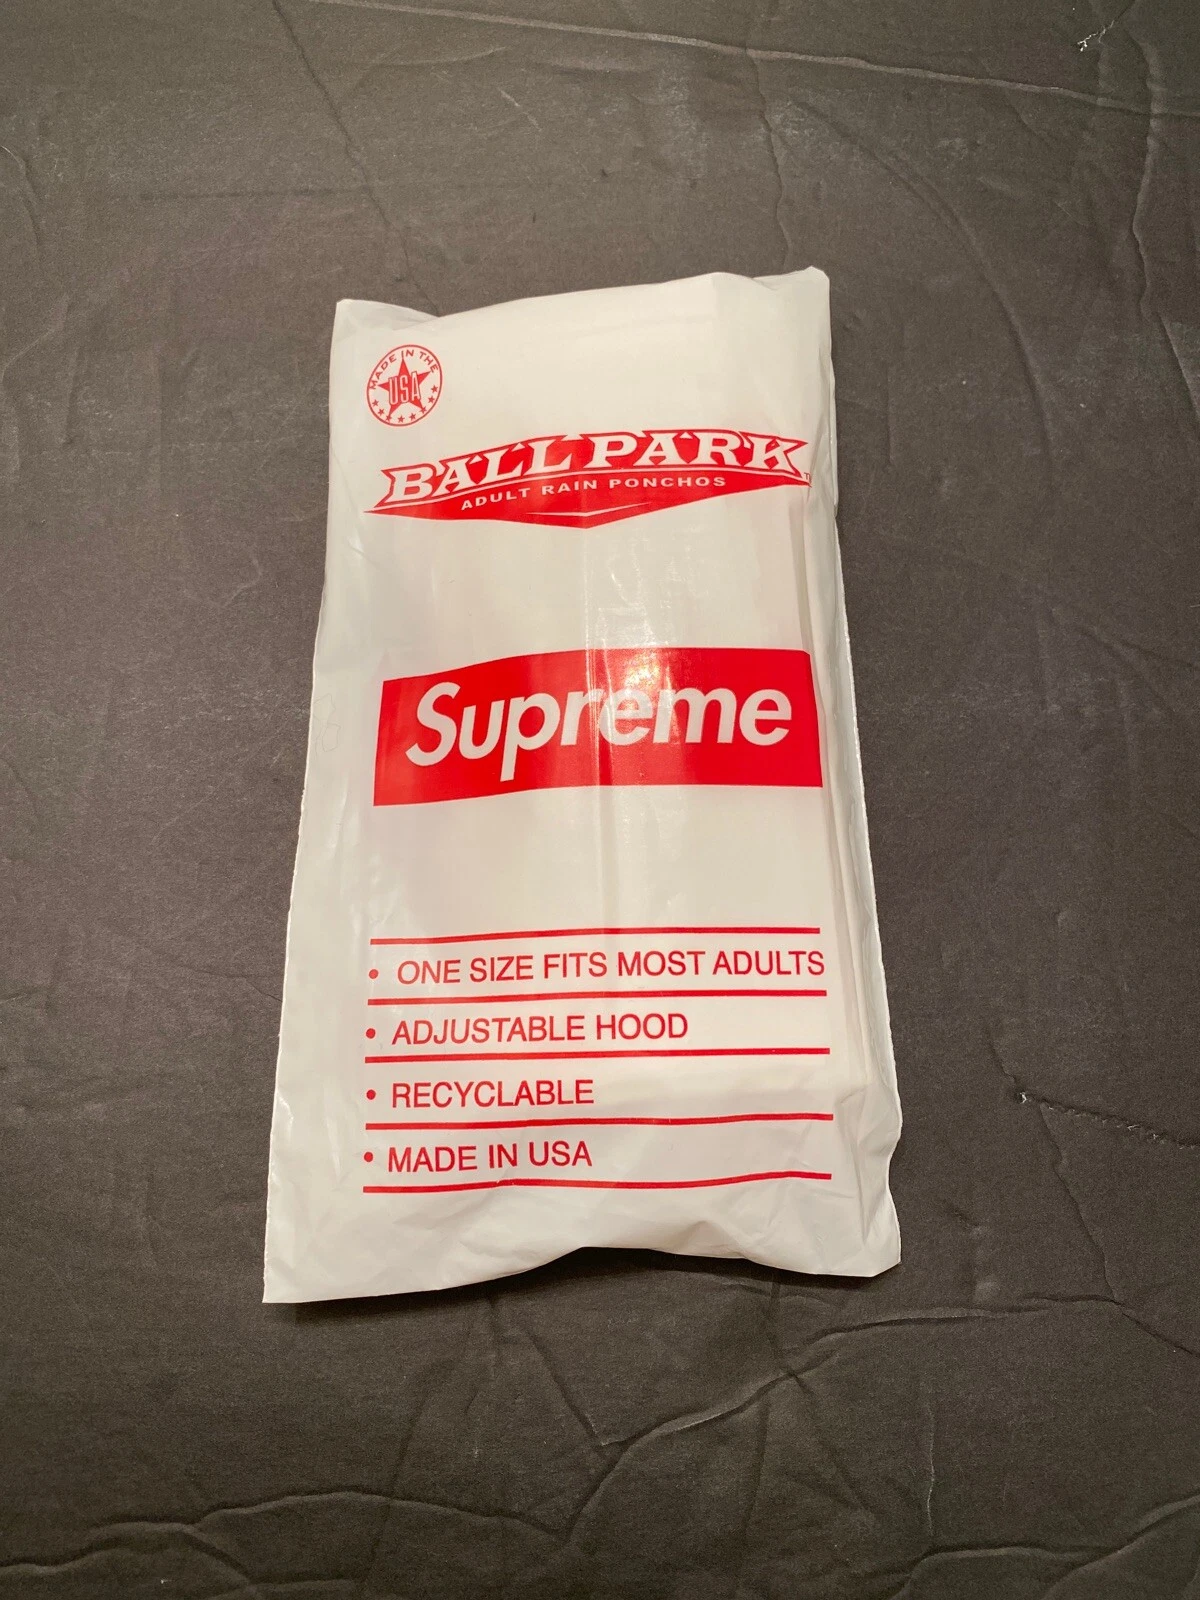 MADE IN THE
USA
BALL PARK™
ADULT RAIN PONCHOS
Supreme
• ONE SIZE FITS MOST ADULTS
• ADJUSTABLE HOOD
• RECYCLABLE
• MADE IN USA